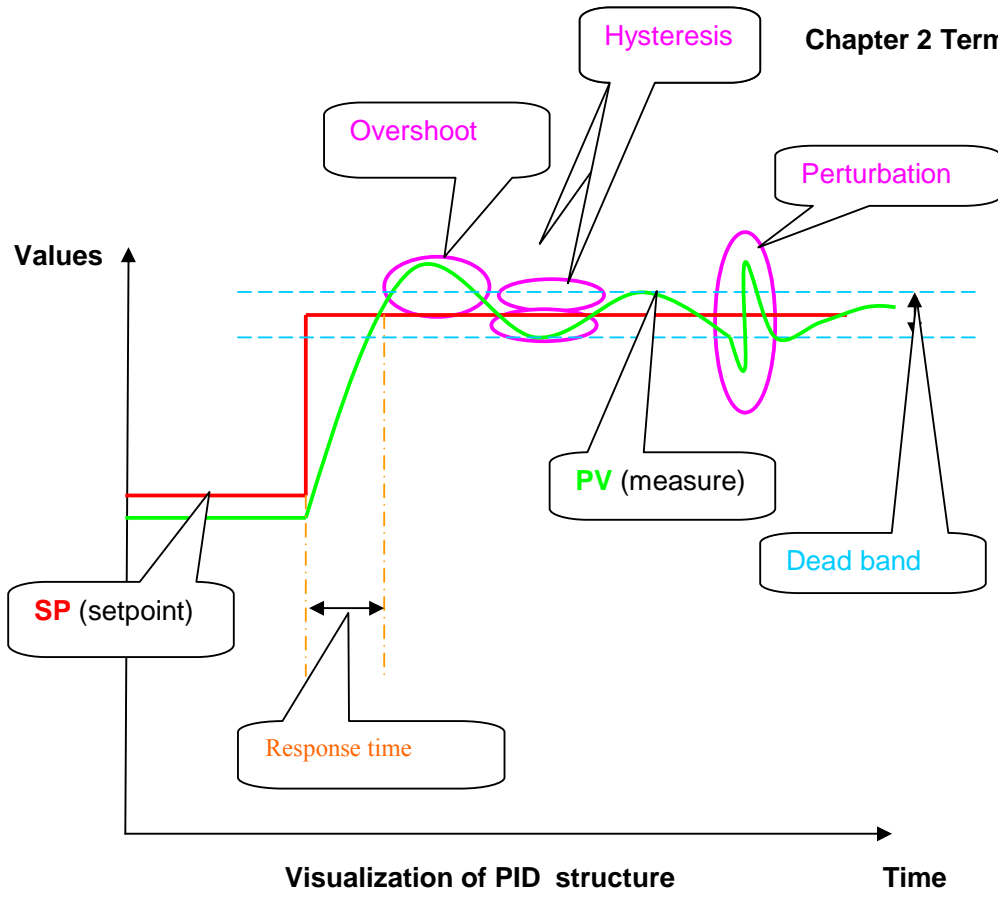 Hysteresis
Chapter 2 Term
Overshoot
Perturbation
Values
PV (measure)
Dead band
SP (setpoint)
Response time
Visualization of PID structure
Time